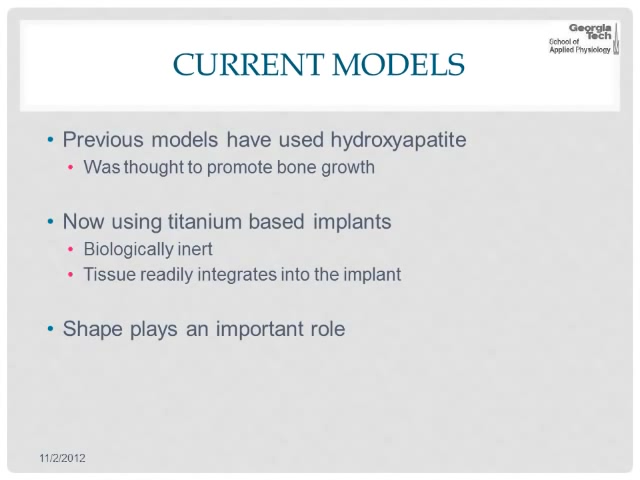 Georgia
Tech
School of
Applied Physiology
CURRENT MODELS
• Previous models have used hydroxyapatite
• Was thought to promote bone growth
• Now using titanium based implants
• Biologically inert
• Tissue readily integrates into the implant
• Shape plays an important role
11/2/2012